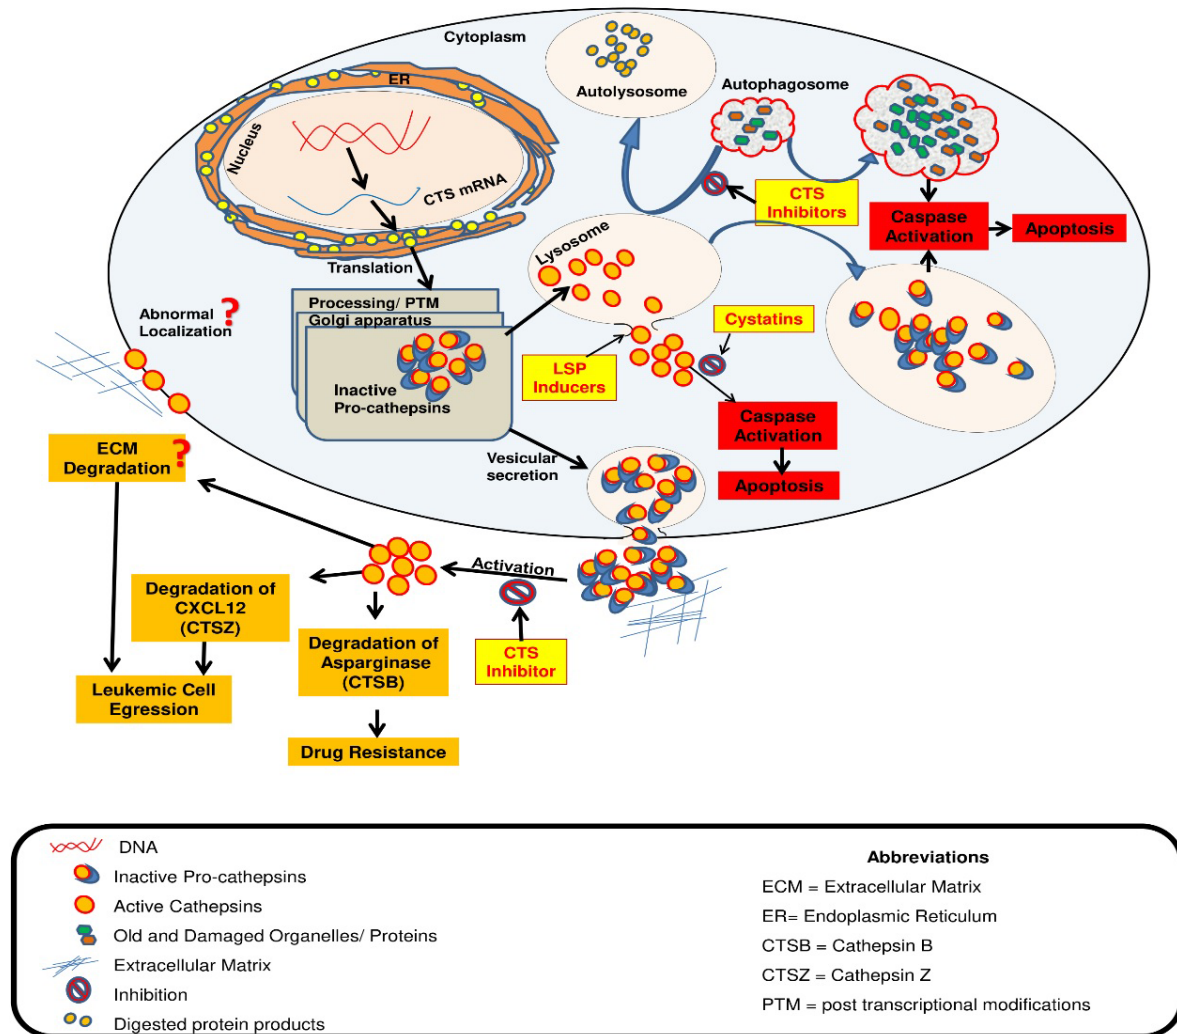 Cytoplasm
ER
Nucleus
CTS mRNA
Translation
Autolysosome
Autophagosome
CTS
Inhibitors
Caspase
Activation
Apoptosis
Lysosome
Processing/ PTM
Golgi apparatus
Inactive
Pro-cathepsins
Abnormal
Localization ?
Cystatins
LSP
Inducers
Caspase
Activation
Apoptosis
Vesicular
secretion
ECM
Degradation ?
Activation
CTS
Inhibitor
Degradation of
CXCL12
(CTSZ)
Degradation of
Asparginase
(CTSB)
Leukemic Cell
Egression
Drug Resistance
DNA
Inactive Pro-cathepsins
Active Cathepsins
Old and Damaged Organelles/ Proteins
Extracellular Matrix
Inhibition
Digested protein products
Abbreviations
ECM = Extracellular Matrix
ER= Endoplasmic Reticulum
CTSB = Cathepsin B
CTSZ = Cathepsin Z
PTM = post transcriptional modifications